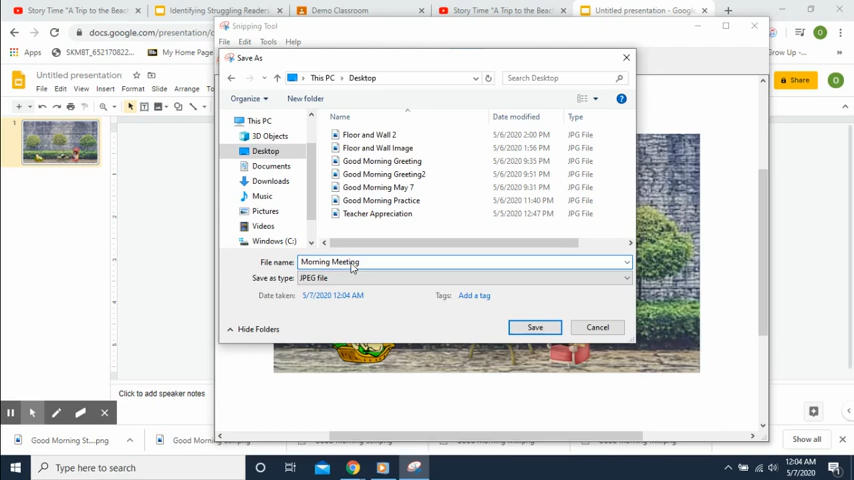 Story Time "A Trip to the Beach
Identifying Struggling Readers
Demo Classroom
Story Time "A Trip to the Beach
Untitled presentation - Goog
docs.google.com/presentation/
Snipping Tool
Apps
SKMBT_652170822...
My Home Page
Grow Up -...
File Edit Tools Help
Save As
Untitled presentation
File Edit View Insert Format Slide Arrange
Share
This PC > Desktop
Search Desktop
Organize
New folder
This PC
3D Objects
Desktop
Documents
Downloads
Music
Pictures
Videos
Windows (C:)
Name Date modified Type
Floor and Wall 2 5/6/2020 2:00 PM JPG File
Floor and Wall Image 5/6/2020 1:56 PM JPG File
Good Morning Greeting 5/6/2020 9:35 PM JPG File
Good Morning Greeting2 5/6/2020 9:51 PM JPG File
Good Morning May 7 5/6/2020 9:31 PM JPG File
Good Morning Practice 5/6/2020 11:40 PM JPG File
Teacher Appreciation 5/5/2020 12:47 PM JPG File
File name: Morning Meeting
Save as type: JPEG file
Date taken: 5/7/2020 12:04 AM Tags: Add a tag
Hide Folders
Save
Cancel
Click to add speaker notes
Good Morning St....png
Show all
Type here to search
12:04 AM
5/7/2020